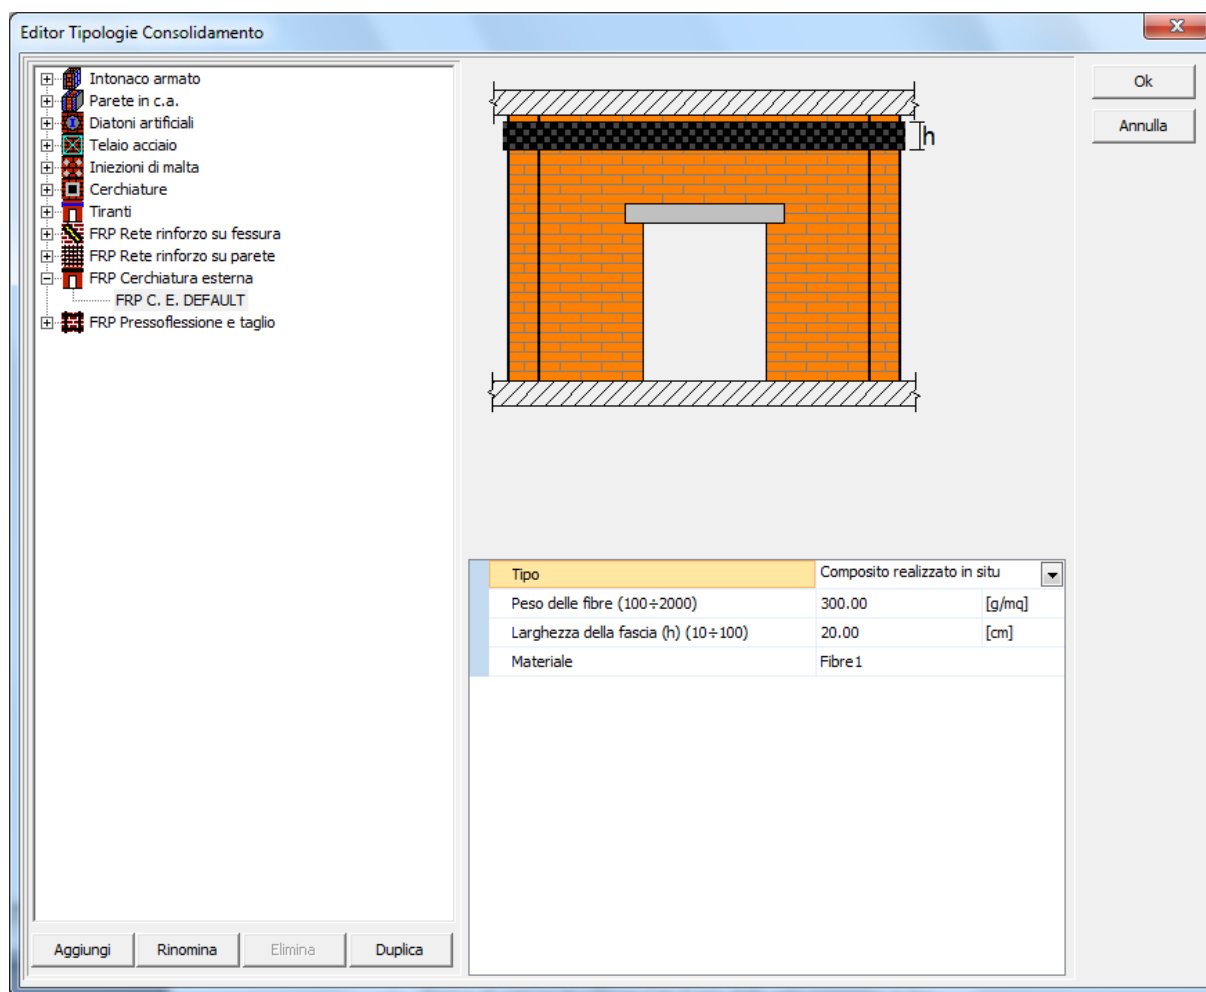 Editor Tipologie Consolidamento
Intonaco armato
Parete in c.a.
Diatoni artificiali
Telaio acciaio
Iniezioni di malta
Cerchiature
Tiranti
FRP Rete rinforzo su fessura
FRP Rete rinforzo su parete
FRP Cerchiatura esterna
FRP C. E. DEFAULT
FRP Pressoflessione e taglio
Aggiungi
Rinomina
Elimina
Duplica
h
Tipo Composito realizzato in situ
Peso delle fibre (100÷2000) 300.00 [g/mq]
Larghezza della fascia (h) (10÷100) 20.00 [cm]
Materiale Fibre1
Ok
Annulla